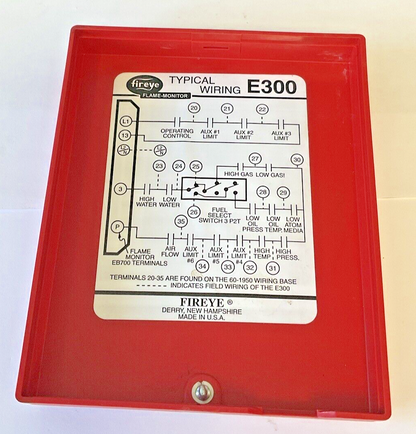 fireye
FLAME-MONITOR
TYPICAL WIRING E300
20 21 22
L1
OPERATING CONTROL
AUX #1 LIMIT
AUX #2 LIMIT
AUX #3 LIMIT
13
23 24 25
27
30
HIGH GAS
LOW GAS!
3
HIGH WATER
LOW WATER
26
FUEL SELECT SWITCH 3 P2T
28 29
LOW OIL PRESS
LOW OIL TEMP.
LOW ATOM MEDIA
P
35
FLAME MONITOR EB700 TERMINALS
AIR FLOW
AUX LIMIT #6
AUX LIMIT #5
AUX LIMIT #4
HIGH TEMP
HIGH PRESS.
34 33 32 31
TERMINALS 20-35 ARE FOUND ON THE 60-1950 WIRING BASE
------ INDICATES FIELD WIRING OF THE E300
FIREYE ®
DERRY, NEW HAMPSHIRE
MADE IN U.S.A.